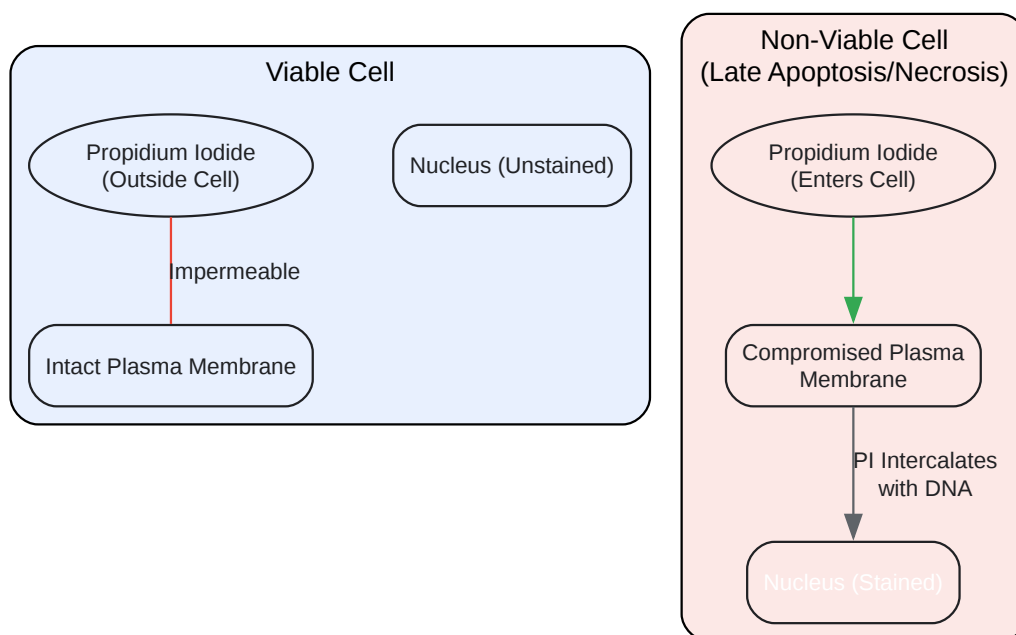 Viable Cell
Propidium Iodide
(Outside Cell)
Nucleus (Unstained)
Impermeable
Intact Plasma Membrane
Non-Viable Cell
(Late Apoptosis/Necrosis)
Propidium Iodide
(Enters Cell)
Compromised Plasma
Membrane
PI Intercalates
with DNA
Nucleus (Stained)